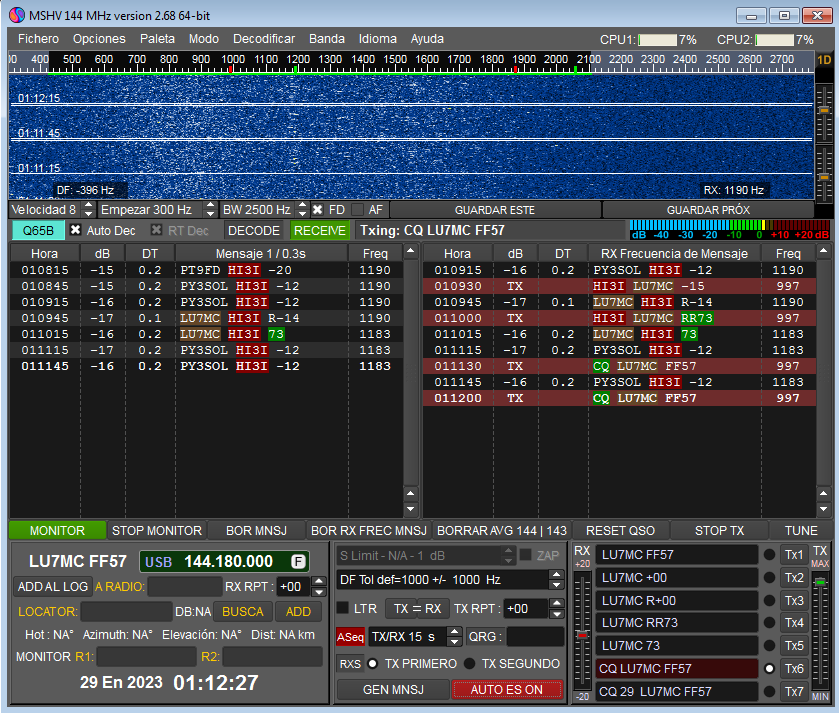 MSHV 144 MHz version 2.68 64-bit
Fichero Opciones Paleta Modo Decodificar Banda Idioma Ayuda CPU1: 7% CPU2: 7%
400 500 600 700 800 900 1000 1100 1200 1300 1400 1500 1600 1700 1800 1900 2000 2100 2200 2300 2400 2500 2600 2700 1D
01:12:15
01:11:45
01:11:15
DF: -396 Hz RX: 1190 Hz
Velocidad 8 Empezar 300 Hz BW 2500 Hz FD AF GUARDAR ESTE GUARDAR PRÓX
Q65B Auto Dec RT Dec DECODE RECEIVE Txing: CQ LU7MC FF57 dB -40 -30 -20 -10 0 +10 +20 dB
Hora dB DT Mensaje 1 / 0.3s Freq
010815 -15 0.2 PT9FD HI3I -20 1190
010845 -15 0.2 PY3SOL HI3I -12 1190
010915 -16 0.2 PY3SOL HI3I -12 1190
010945 -17 0.1 LU7MC HI3I R-14 1190
011015 -16 0.2 LU7MC HI3I 73 1183
011115 -17 0.2 PY3SOL HI3I -12 1183
011145 -16 0.2 PY3SOL HI3I -12 1183
Hora dB DT RX Frecuencia de Mensaje Freq
010915 -16 0.2 PY3SOL HI3I -12 1190
010930 TX HI3I LU7MC -15 997
010945 -17 0.1 LU7MC HI3I R-14 1190
011000 TX HI3I LU7MC RR73 997
011015 -16 0.2 LU7MC HI3I 73 1183
011115 -17 0.2 PY3SOL HI3I -12 1183
011130 TX CQ LU7MC FF57 997
011145 -16 0.2 PY3SOL HI3I -12 1183
011200 TX CQ LU7MC FF57 997
MONITOR STOP MONITOR BOR MNSJ BOR RX FREC MNSJ BORRAR AVG 144 | 143 RESET QSO STOP TX TUNE
LU7MC FF57 USB 144.180.000 F
ADD AL LOG A RADIO: RX RPT : +00
LOCATOR: DB:NA BUSCA ADD
Hot : NA° Azimuth: NA° Elevación: NA° Dist: NA km
MONITOR R1: R2:
29 En 2023 01:12:27
S Limit - N/A - 1 dB ZAP
DF Tol def=1000 +/- 1000 Hz
LTR TX = RX TX RPT : +00
ASeq TX/RX 15 s QRG :
RXS TX PRIMERO TX SEGUNDO
GEN MNSJ AUTO ES ON
RX TX
+20 MAX
LU7MC FF57 Tx1
LU7MC +00 Tx2
LU7MC R+00 Tx3
LU7MC RR73 Tx4
LU7MC 73 Tx5
CQ LU7MC FF57 Tx6
CQ 29 LU7MC FF57 Tx7
-20 MIN